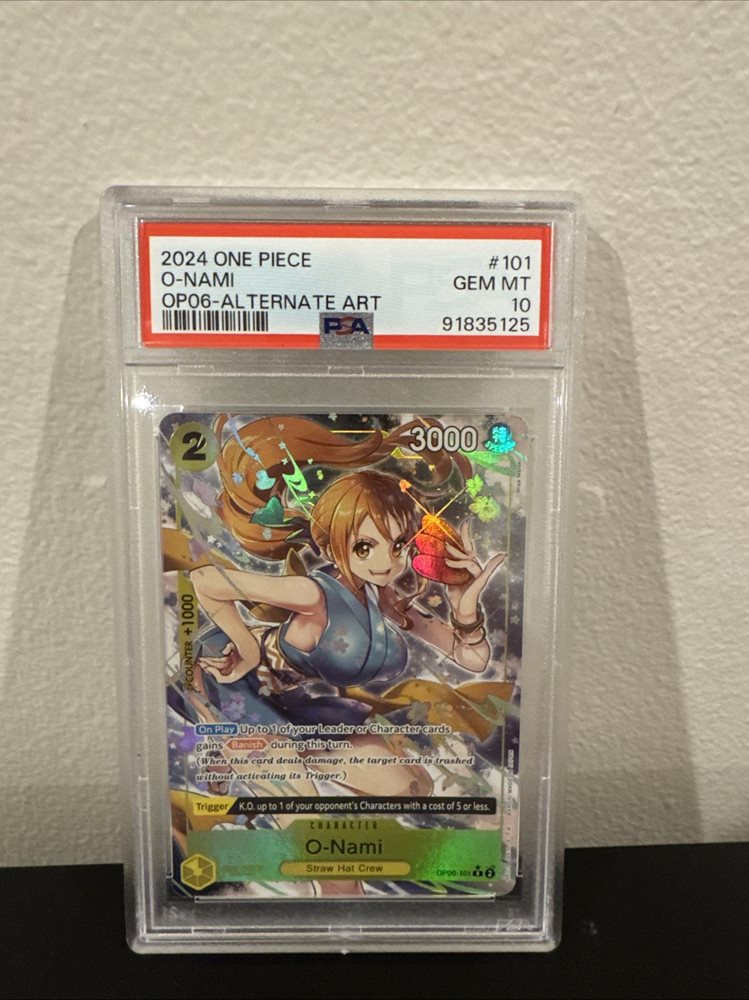 2024 ONE PIECE #101
O-NAMI GEM MT
OP06-ALTERNATE ART 10
PSA 91835125
2
3000
特
SPECIAL
COUNTER +1000
On Play Up to 1 of your Leader or Character cards
gains Banish during this turn.
(When this card deals damage, the target card is trashed
without activating its Trigger.)
Trigger K.O. up to 1 of your opponent's Characters with a cost of 5 or less.
CHARACTER
O-Nami
Straw Hat Crew
OP06-101 R 2